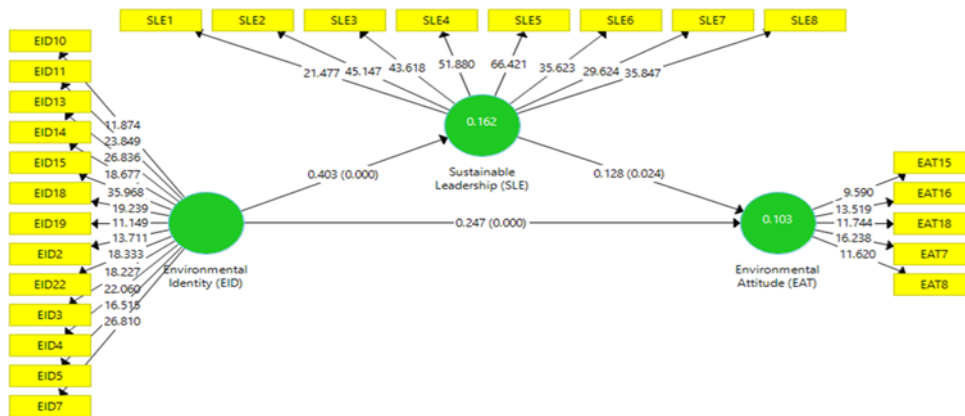 SLE1
SLE2
SLE3
SLE4
SLE5
SLE6
SLE7
SLE8
21.477
45.147
43.618
51.880
66.421
35.623
29.624
35.847
EID10
EID11
EID13
EID14
EID15
EID18
EID19
EID2
EID22
EID3
EID4
EID5
EID7
11.874
23.849
26.836
18.677
35.968
19.239
11.149
13.711
18.333
18.227
22.060
16.515
26.810
Environmental
Identity (EID)
0.403 (0.000)
0.162
Sustainable
Leadership (SLE)
0.128 (0.024)
0.247 (0.000)
0.103
Environmental
Attitude (EAT)
9.590
13.519
11.744
16.238
11.620
EAT15
EAT16
EAT18
EAT7
EAT8